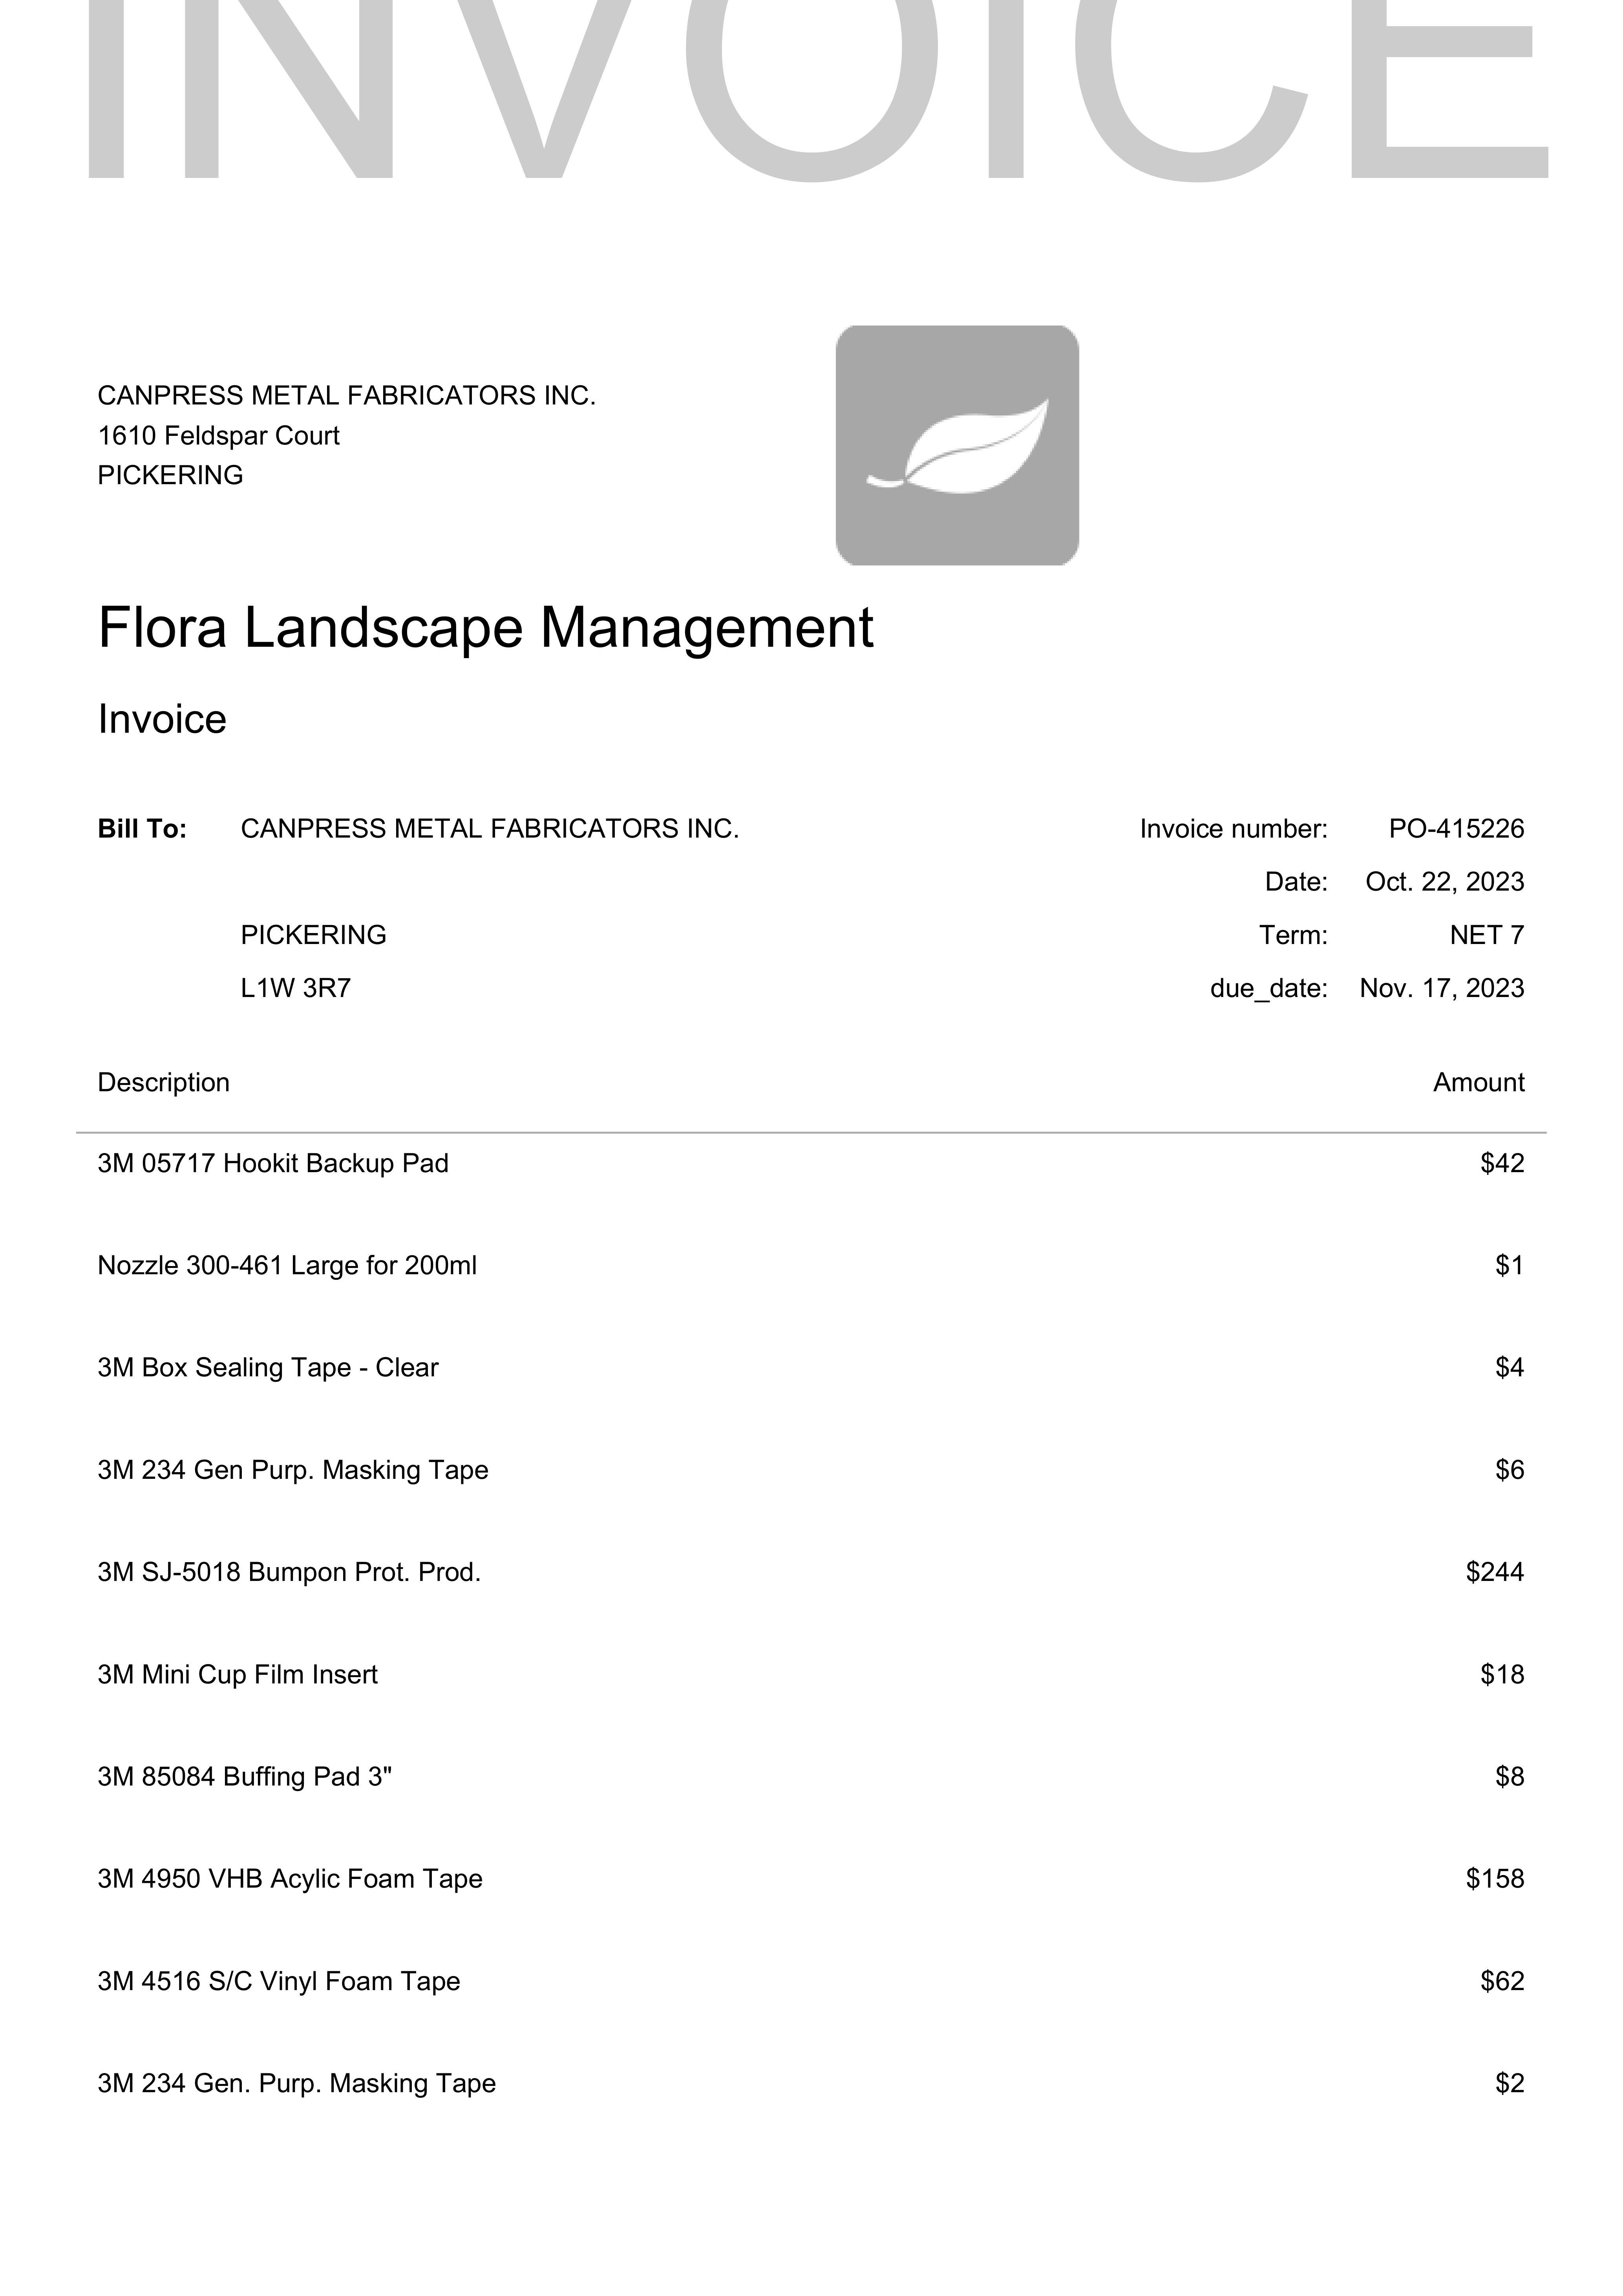 INVOICE
CANPRESS METAL FABRICATORS INC.
1610 Feldspar Court
PICKERING
Flora Landscape Management
Invoice
Bill To: CANPRESS METAL FABRICATORS INC. Invoice number: PO-415226
Date: Oct. 22, 2023
PICKERING Term: NET 7
L1W 3R7 due_date: Nov. 17, 2023
Description Amount
3M 05717 Hookit Backup Pad $42
Nozzle 300-461 Large for 200ml $1
3M Box Sealing Tape - Clear $4
3M 234 Gen Purp. Masking Tape $6
3M SJ-5018 Bumpon Prot. Prod. $244
3M Mini Cup Film Insert $18
3M 85084 Buffing Pad 3" $8
3M 4950 VHB Acylic Foam Tape $158
3M 4516 S/C Vinyl Foam Tape $62
3M 234 Gen. Purp. Masking Tape $2